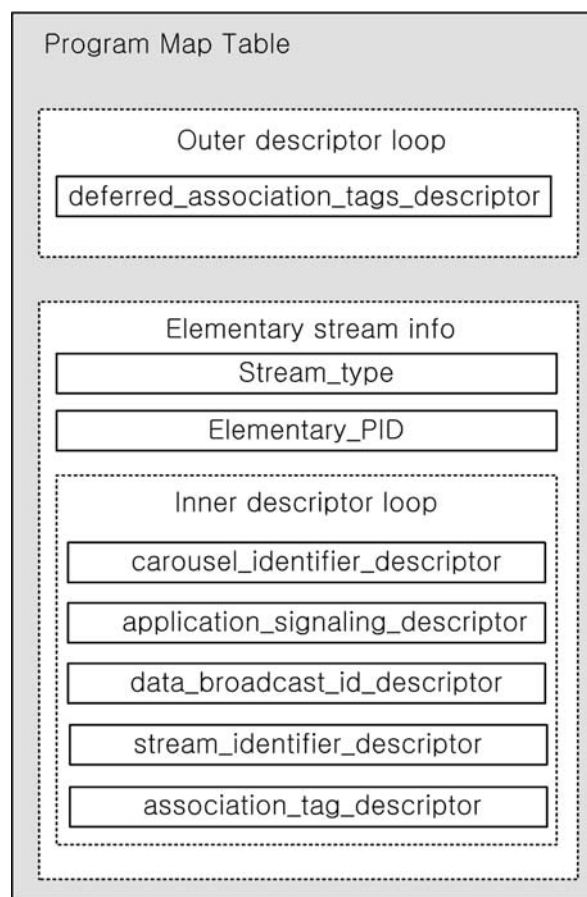 Program Map Table
Outer descriptor loop
deferred_association_tags_descriptor
Elementary stream info
Stream_type
Elementary_PID
Inner descriptor loop
carousel_identifier_descriptor
application_signaling_descriptor
data_broadcast_id_descriptor
stream_identifier_descriptor
association_tag_descriptor